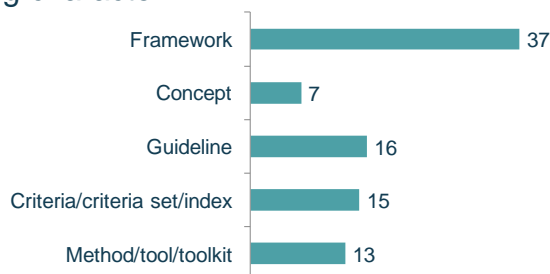 Framework 37
Concept 7
Guideline 16
Criteria/criteria set/index 15
Method/tool/toolkit 13